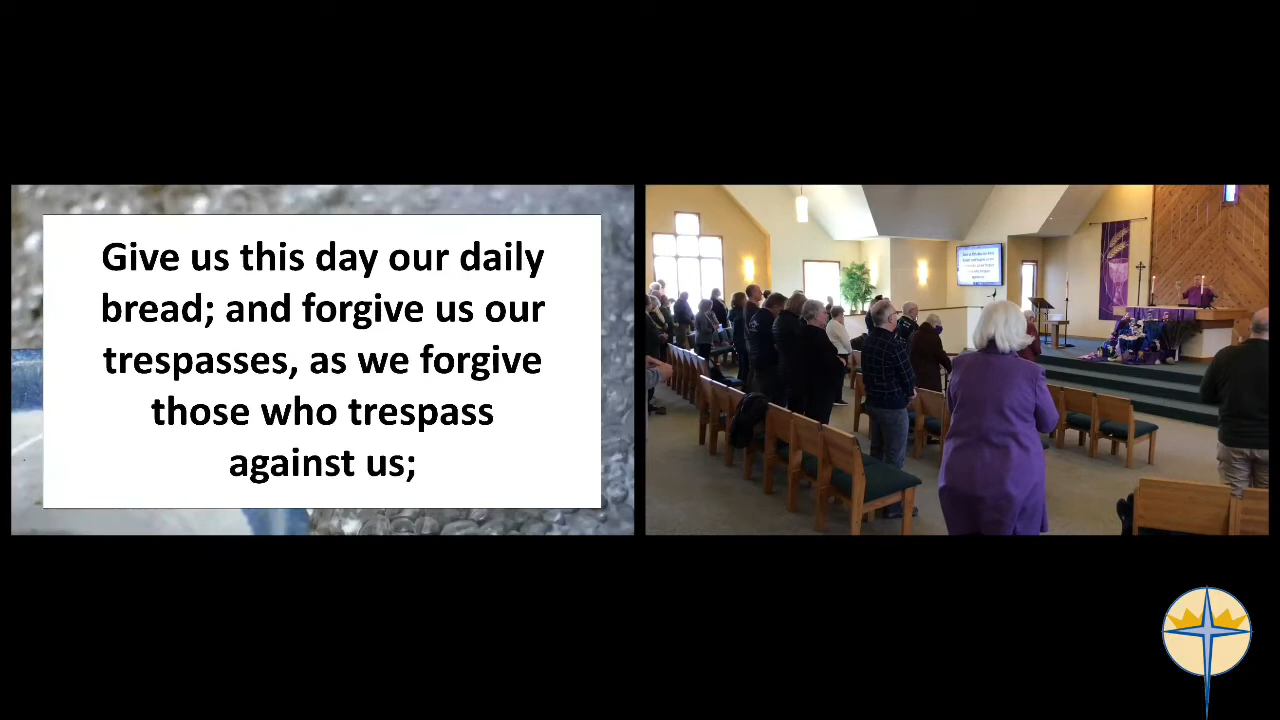 Give us this day our daily
bread; and forgive us our
trespasses, as we forgive
those who trespass
against us;